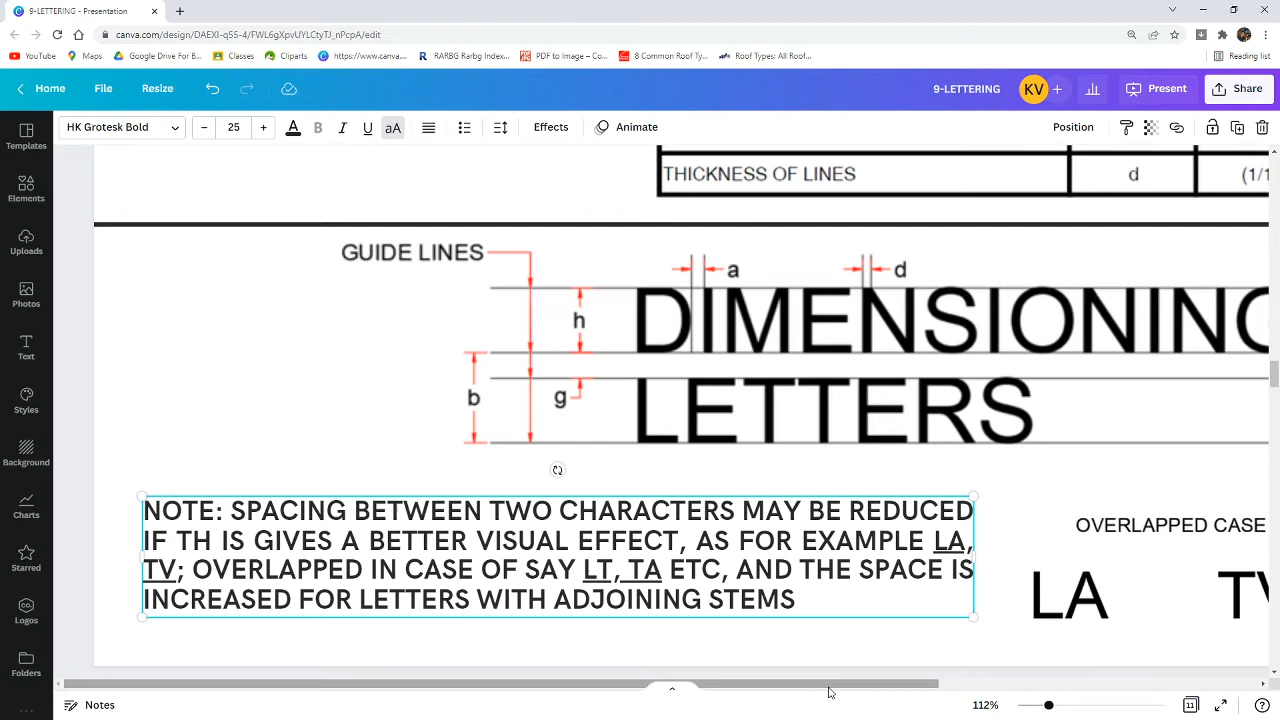 9-LETTERING - Presentation
canva.com/design/DAEXI-q55-4/FWL6gXpvUYLCtyTJ_nPcpA/edit
YouTube Maps Google Drive For B... Classes Cliparts https://www.canva.... RARBG Rarbg Index... PDF to Image – Co... 8 Common Roof Ty... Roof Types: All Roof... Reading list
Home File Resize 9-LETTERING KV Present Share
HK Grotesk Bold 25 A B I U aA Effects Animate Position
Templates
Elements
Uploads
Photos
Text
Styles
Background
Charts
Starred
Logos
Folders
THICKNESS OF LINES d (1/1
GUIDE LINES
a d
h DIMENSIONING
b g LETTERS
NOTE: SPACING BETWEEN TWO CHARACTERS MAY BE REDUCED
IF TH IS GIVES A BETTER VISUAL EFFECT, AS FOR EXAMPLE LA,
TV; OVERLAPPED IN CASE OF SAY LT, TA ETC, AND THE SPACE IS
INCREASED FOR LETTERS WITH ADJOINING STEMS
OVERLAPPED CASE
LA TV
Notes 112% 11